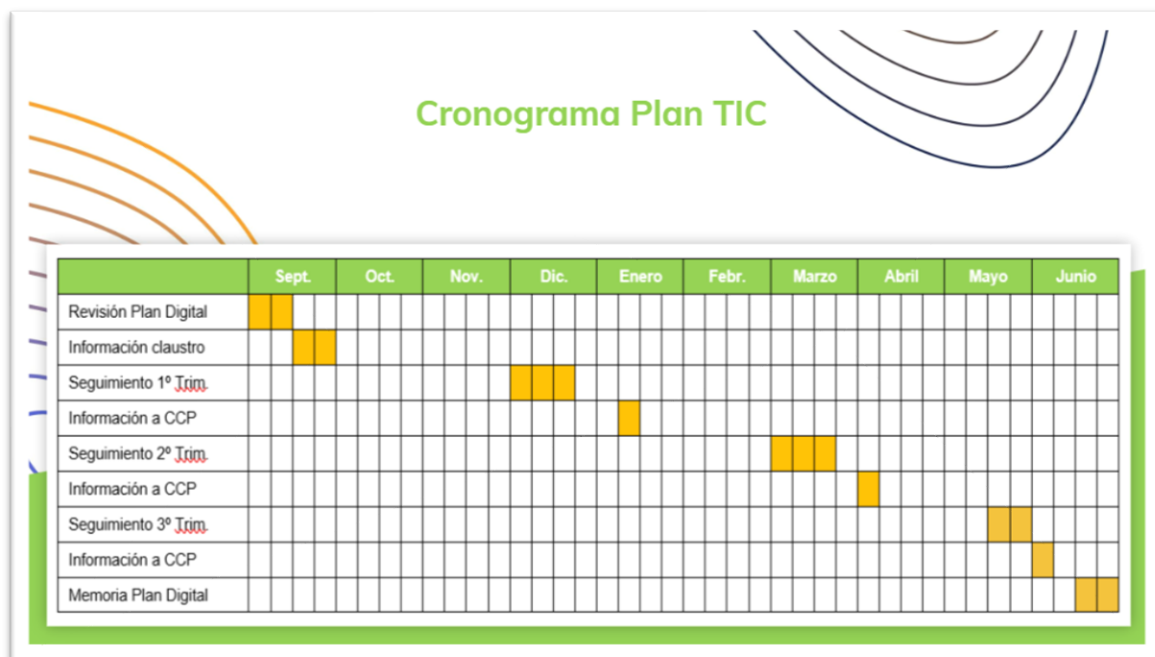 Cronograma Plan TIC
Sept. Oct. Nov. Dic. Enero Febr. Marzo Abril Mayo Junio
Revisión Plan Digital
Información claustro
Seguimiento 1º Trim.
Información a CCP
Seguimiento 2º Trim.
Información a CCP
Seguimiento 3º Trim.
Información a CCP
Memoria Plan Digital